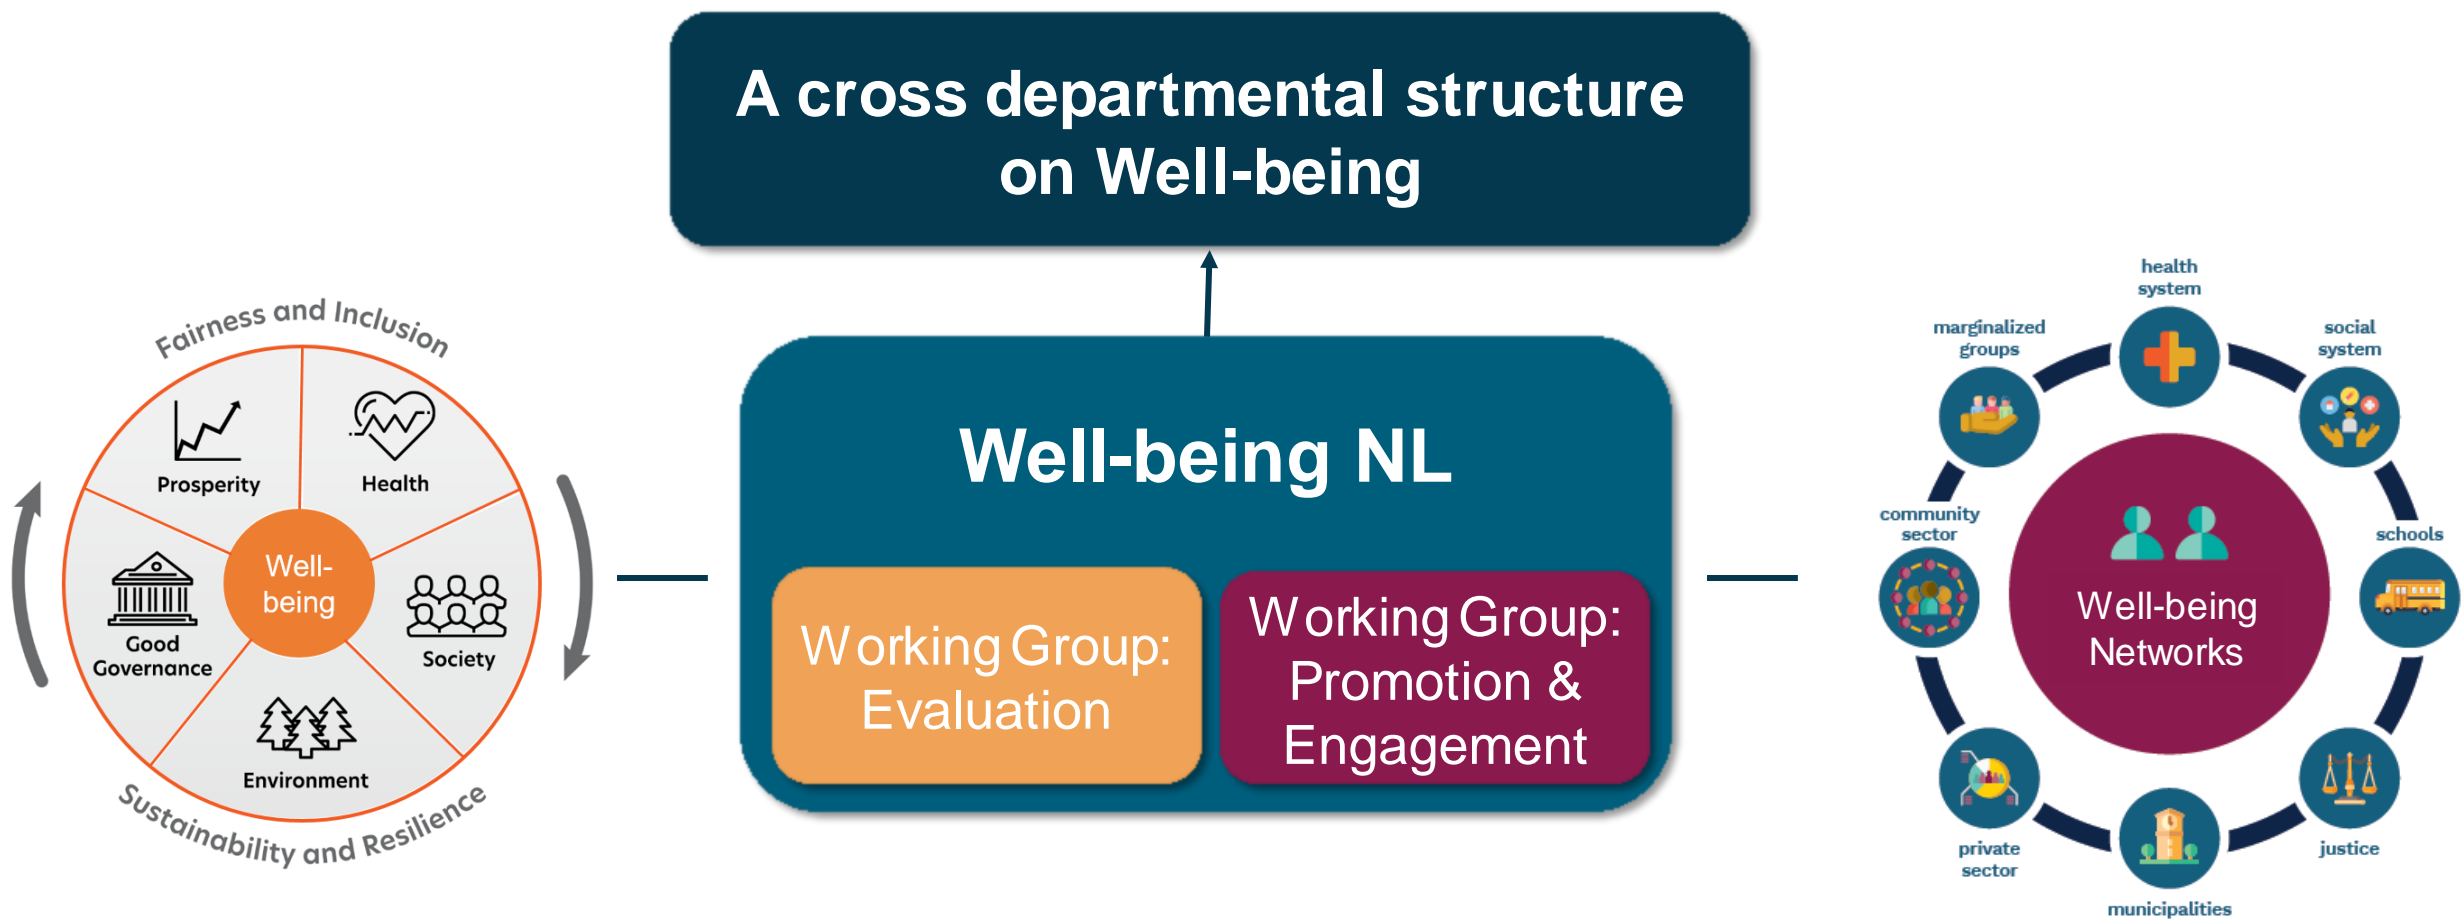 A cross departmental structure
on Well-being
Fairness and Inclusion
Prosperity
Health
Well-
being
Good
Governance
Society
Environment
Sustainability and Resilience
Well-being NL
Working Group:
Evaluation
Working Group:
Promotion &
Engagement
health
system
marginalized
groups
social
system
community
sector
schools
Well-being
Networks
private
sector
justice
municipalities